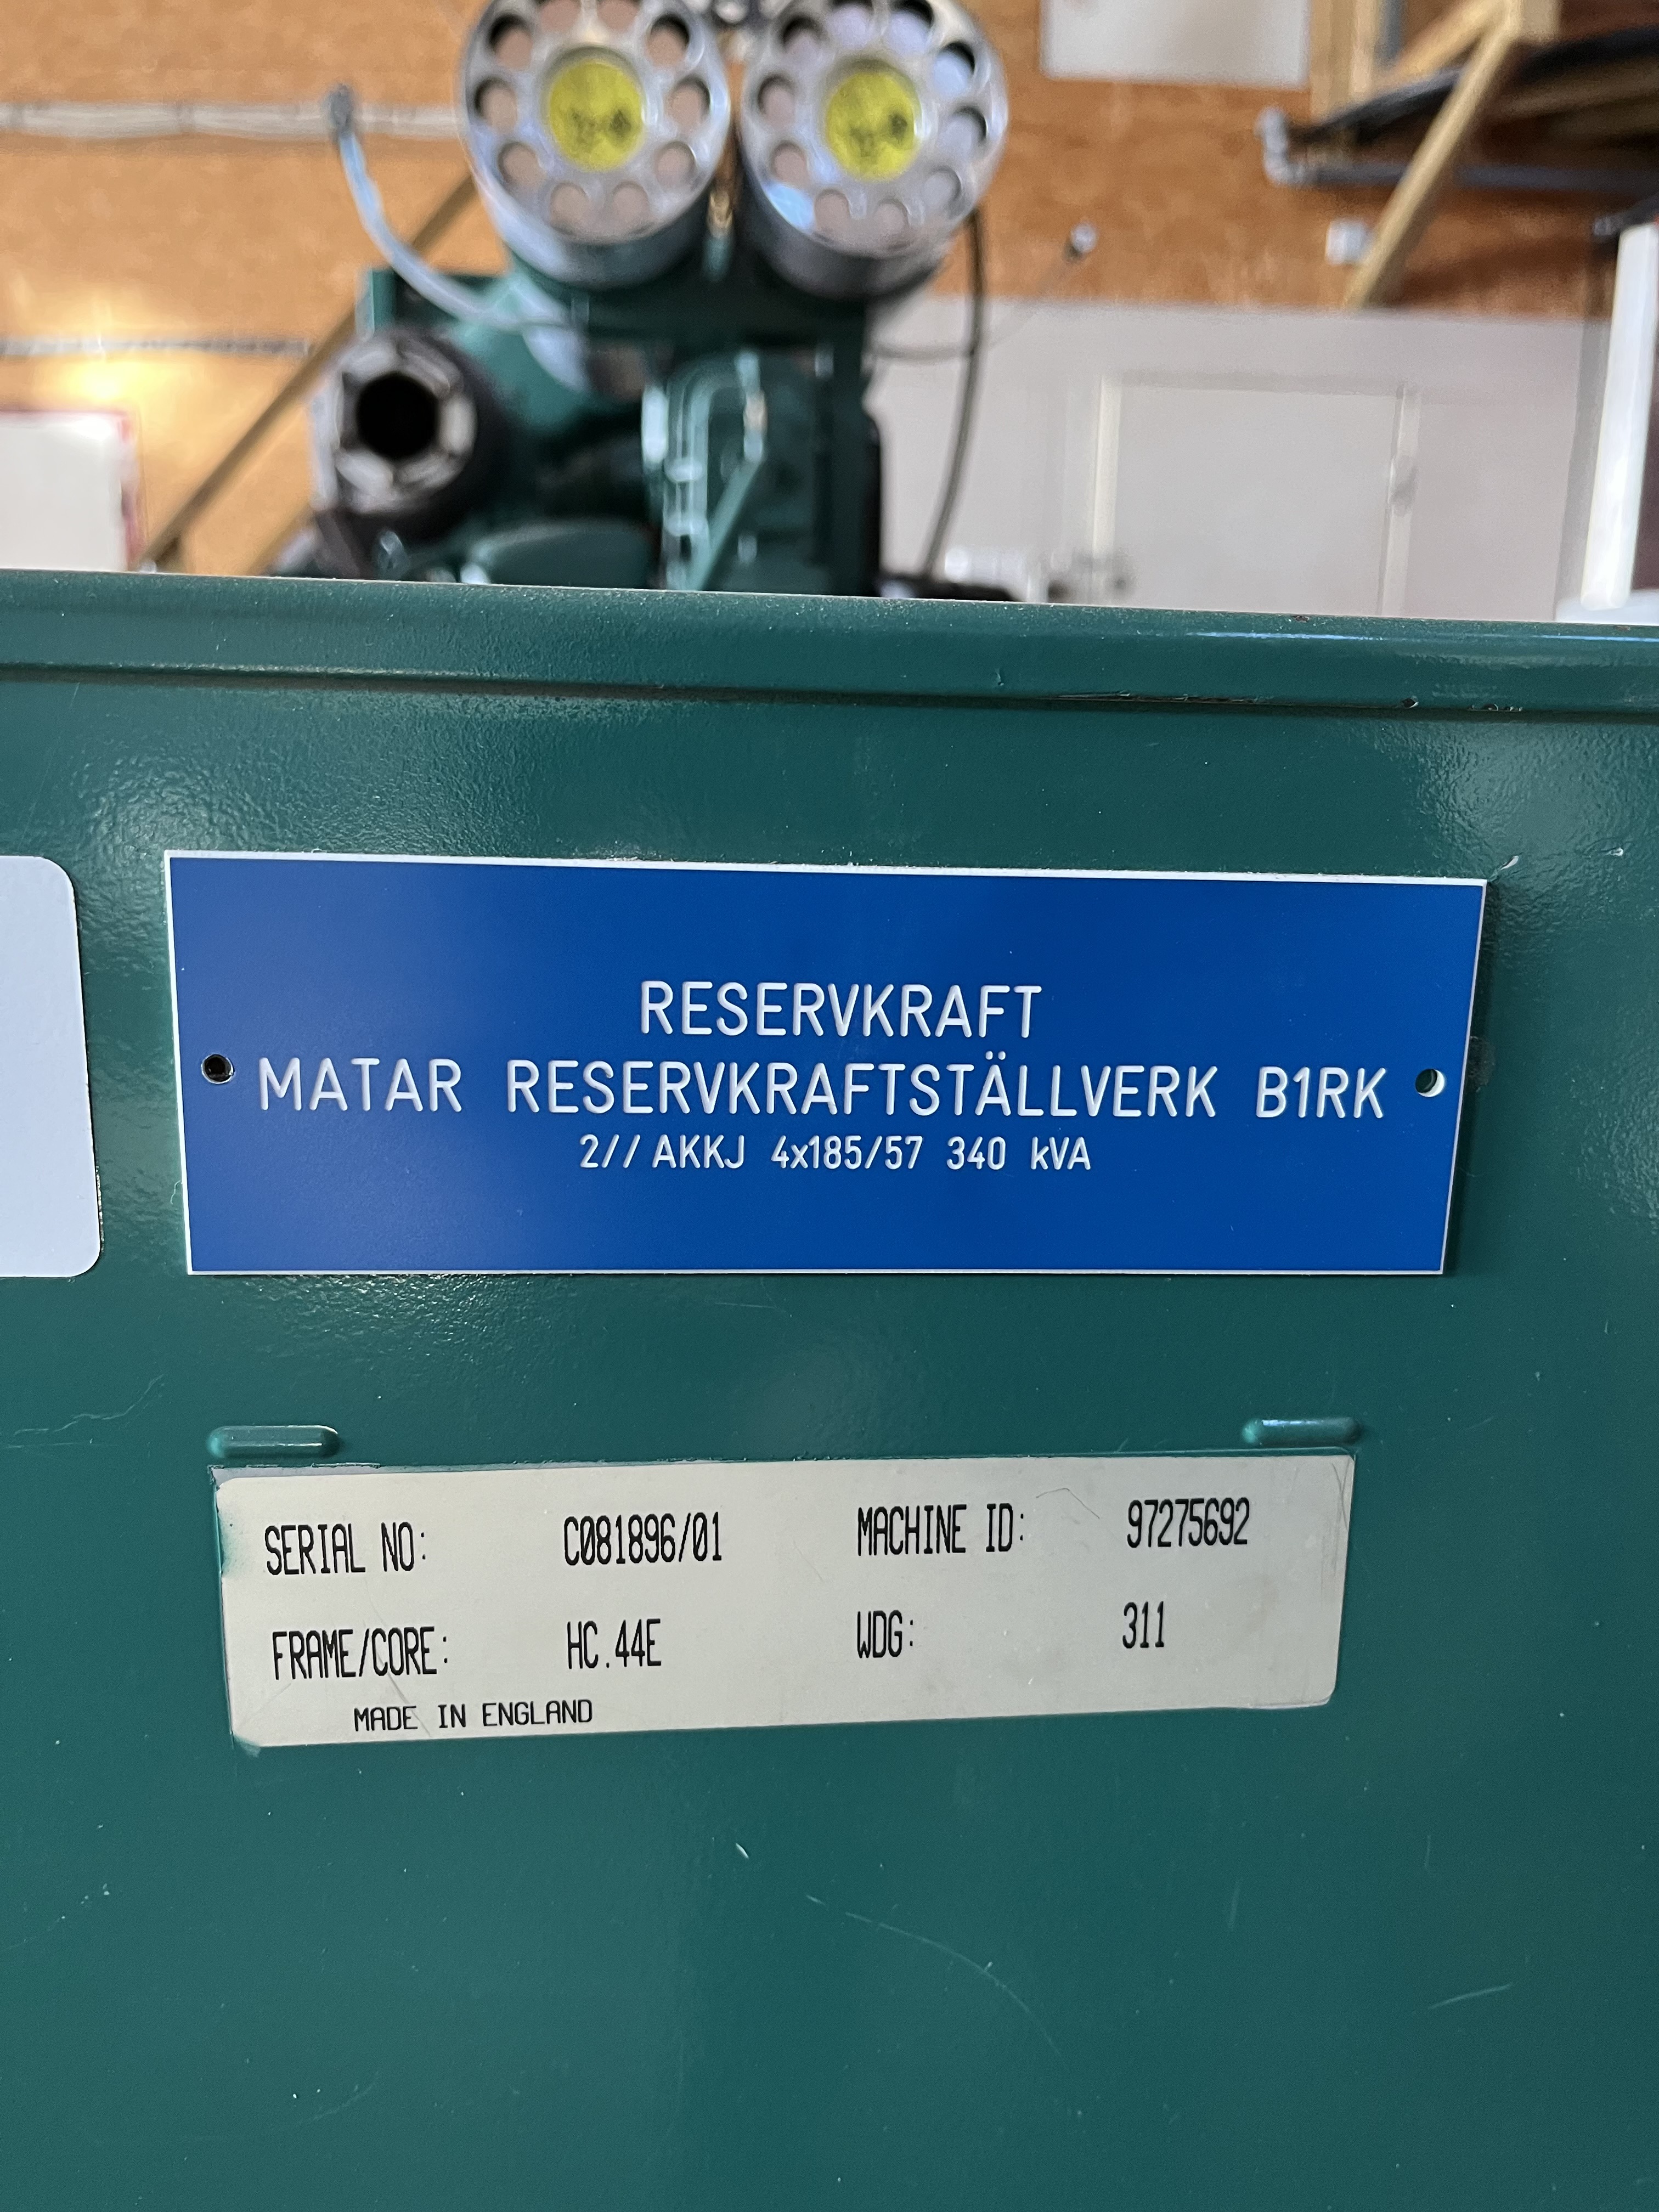 RESERVKRAFT
MATAR RESERVKRAFTSTÄLLVERK B1RK
2// AKKJ 4x185/57 340 kVA
SERIAL NO: C081896/01 MACHINE ID: 97275692
FRAME/CORE: HC.44E WDG: 311
MADE IN ENGLAND